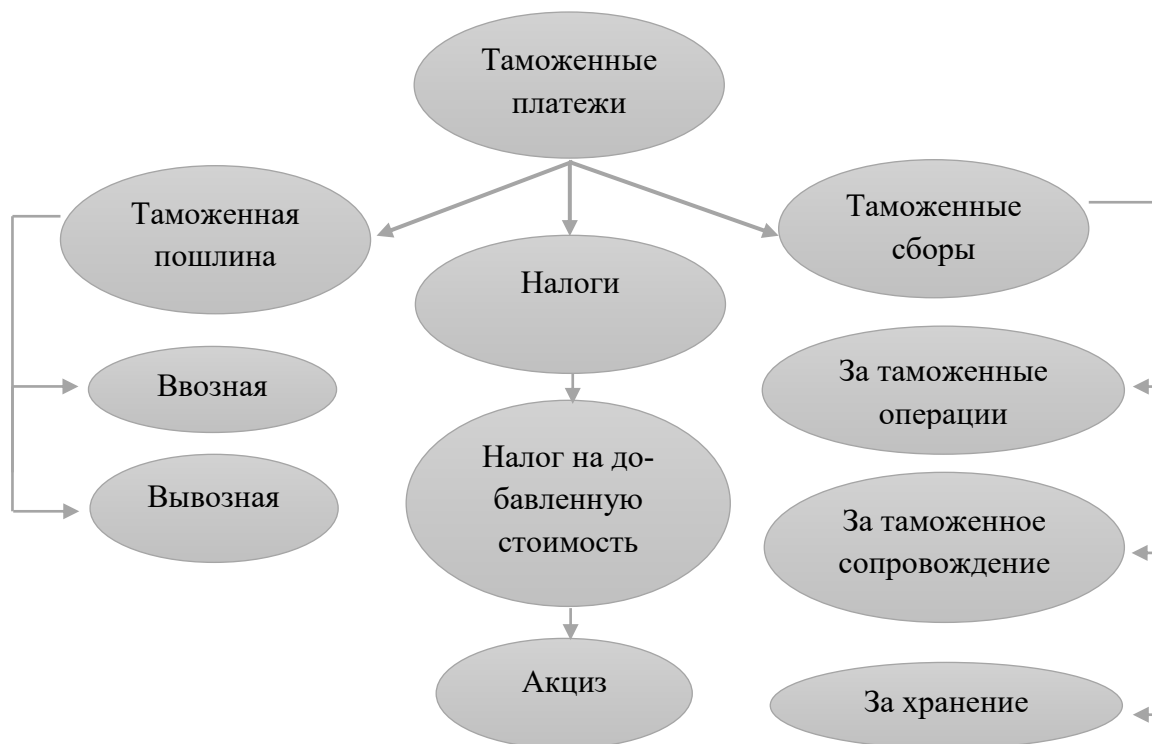 Таможенные
платежи
Таможенная
пошлина
Ввозная
Вывозная
Налоги
Налог на до-
бавленную
стоимость
Акциз
Таможенные
сборы
За таможенные
операции
За таможенное
сопровождение
За хранение